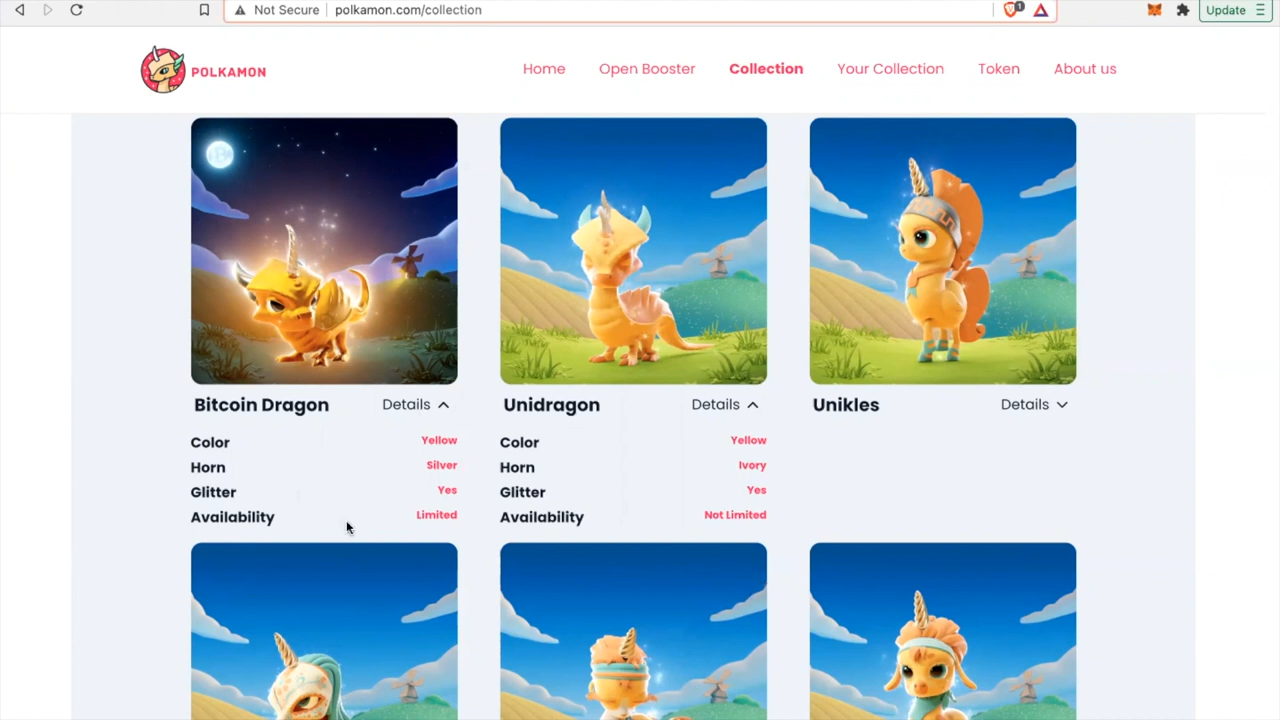 Not Secure polkamon.com/collection 1 Update
POLKAMON Home Open Booster Collection Your Collection Token About us
Bitcoin Dragon Details Unidragon Details Unikles Details
Color Yellow Color Yellow
Horn Silver Horn Ivory
Glitter Yes Glitter Yes
Availability Limited Availability Not Limited